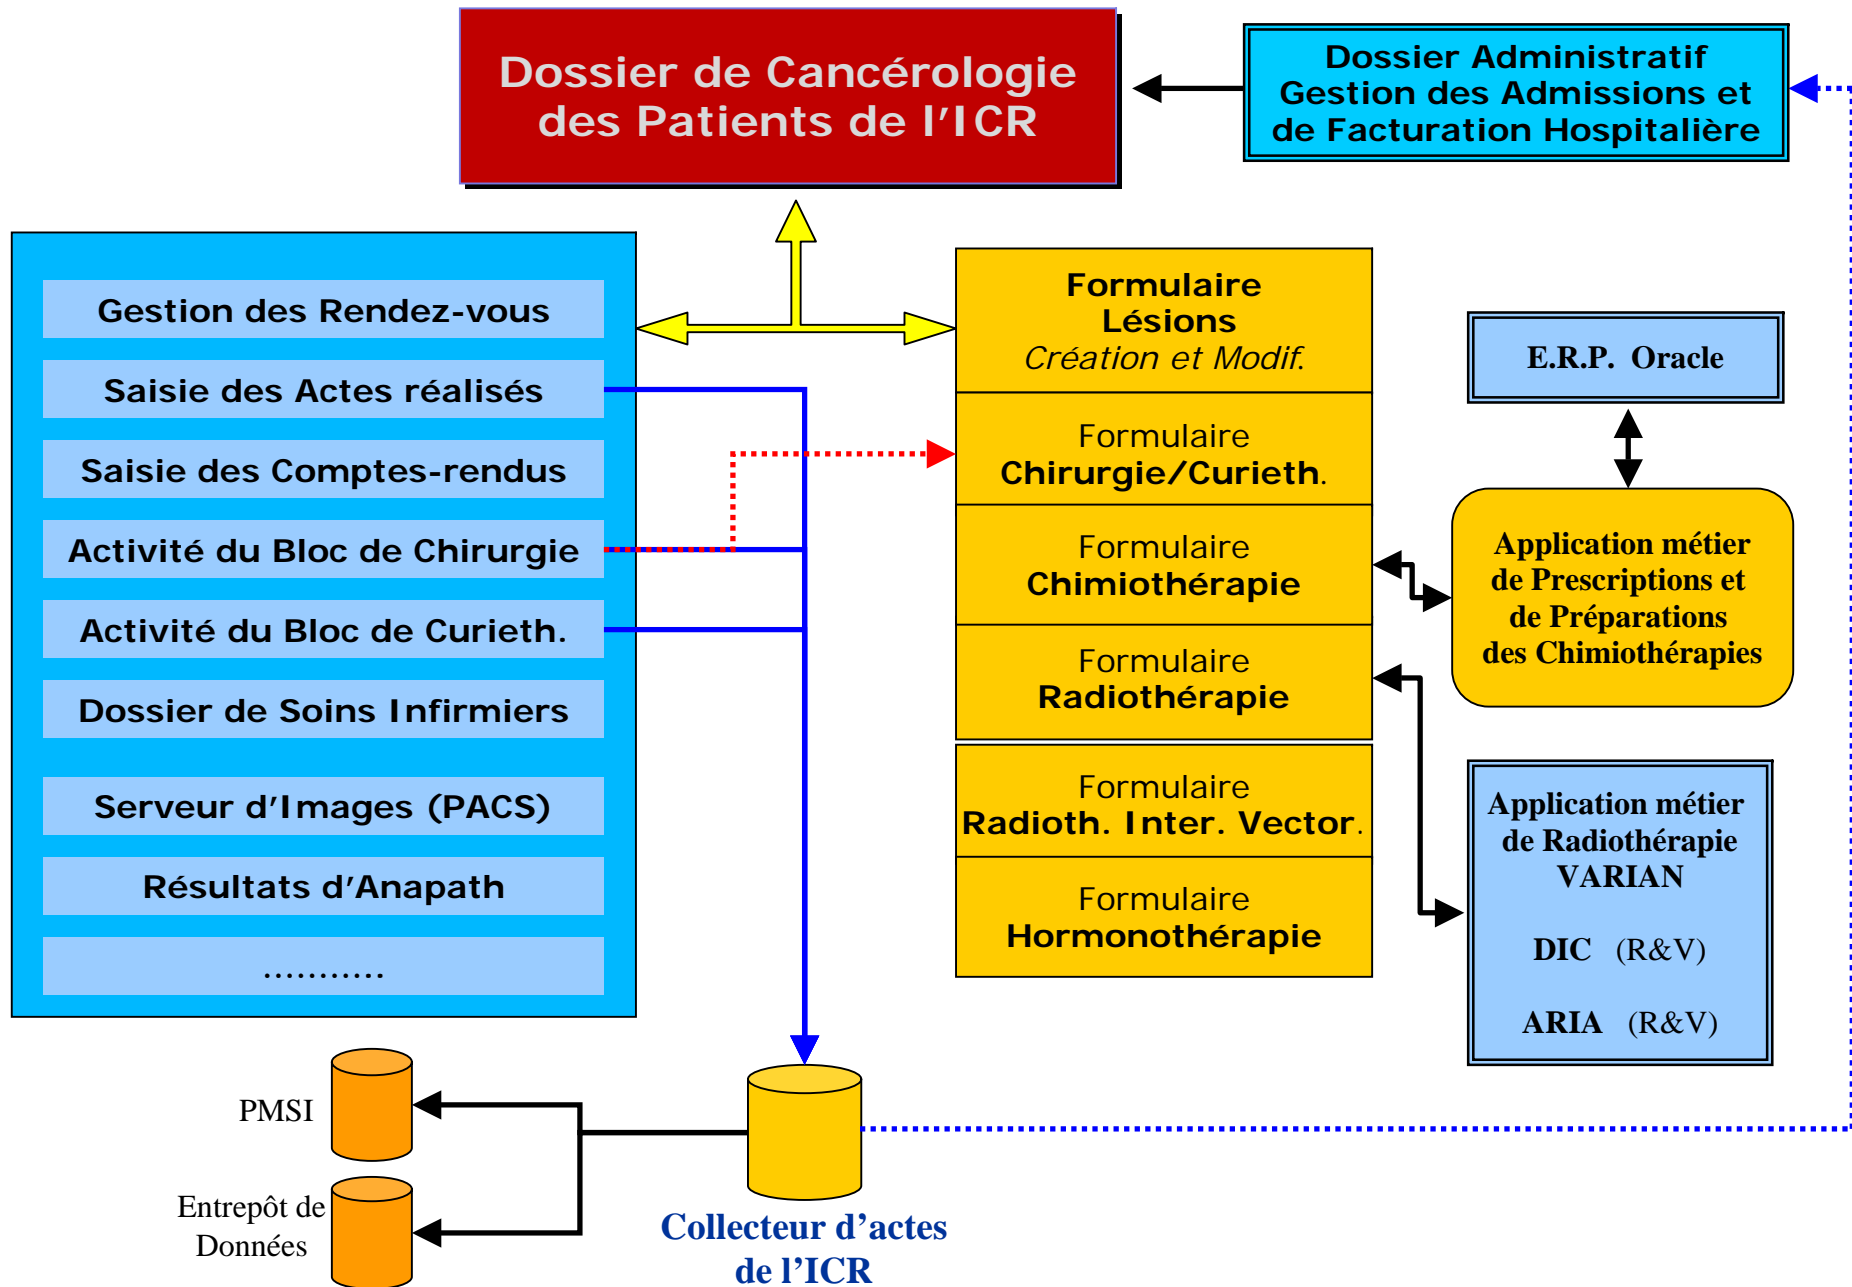 Dossier de Cancérologie
des Patients de l'ICR
Dossier Administratif
Gestion des Admissions et
de Facturation Hospitalière
Gestion des Rendez-vous
Saisie des Actes réalisés
Saisie des Comptes-rendus
Activité du Bloc de Chirurgie
Activité du Bloc de Curieth.
Dossier de Soins Infirmiers
Serveur d'Images (PACS)
Résultats d'Anapath
...........
Formulaire
Lésions
Création et Modif.
Formulaire
Chirurgie/Curieth.
Formulaire
Chimiothérapie
Formulaire
Radiothérapie
Formulaire
Radioth. Inter. Vector.
Formulaire
Hormonothérapie
E.R.P. Oracle
Application métier
de Prescriptions et
de Préparations
des Chimiothérapies
Application métier
de Radiothérapie
VARIAN
DIC (R&V)
ARIA (R&V)
PMSI
Entrepôt de
Données
Collecteur d'actes
de l'ICR